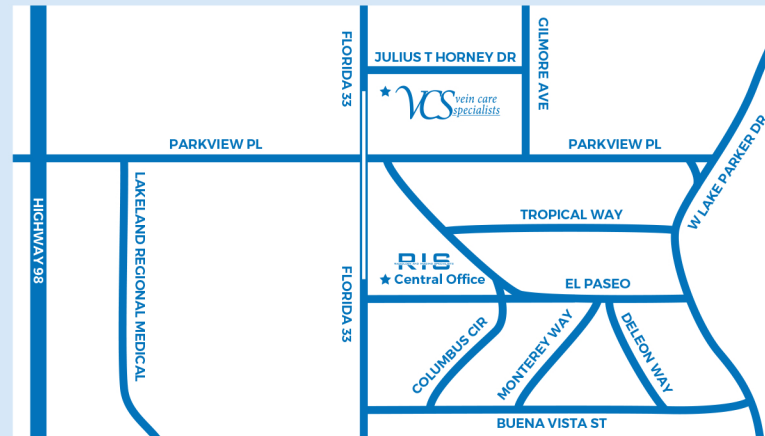 FLORIDA 33
JULIUS T HORNEY DR
GILMORE AVE
VCS vein care
specialists
PARKVIEW PL
PARKVIEW PL
W LAKE PARKER DR
HIGHWAY 98
LAKELAND REGIONAL MEDICAL
TROPICAL WAY
RIS
Central Office
FLORIDA 33
EL PASEO
COLUMBUS CIR
MONTEREY WAY
DELEON WAY
BUENA VISTA ST